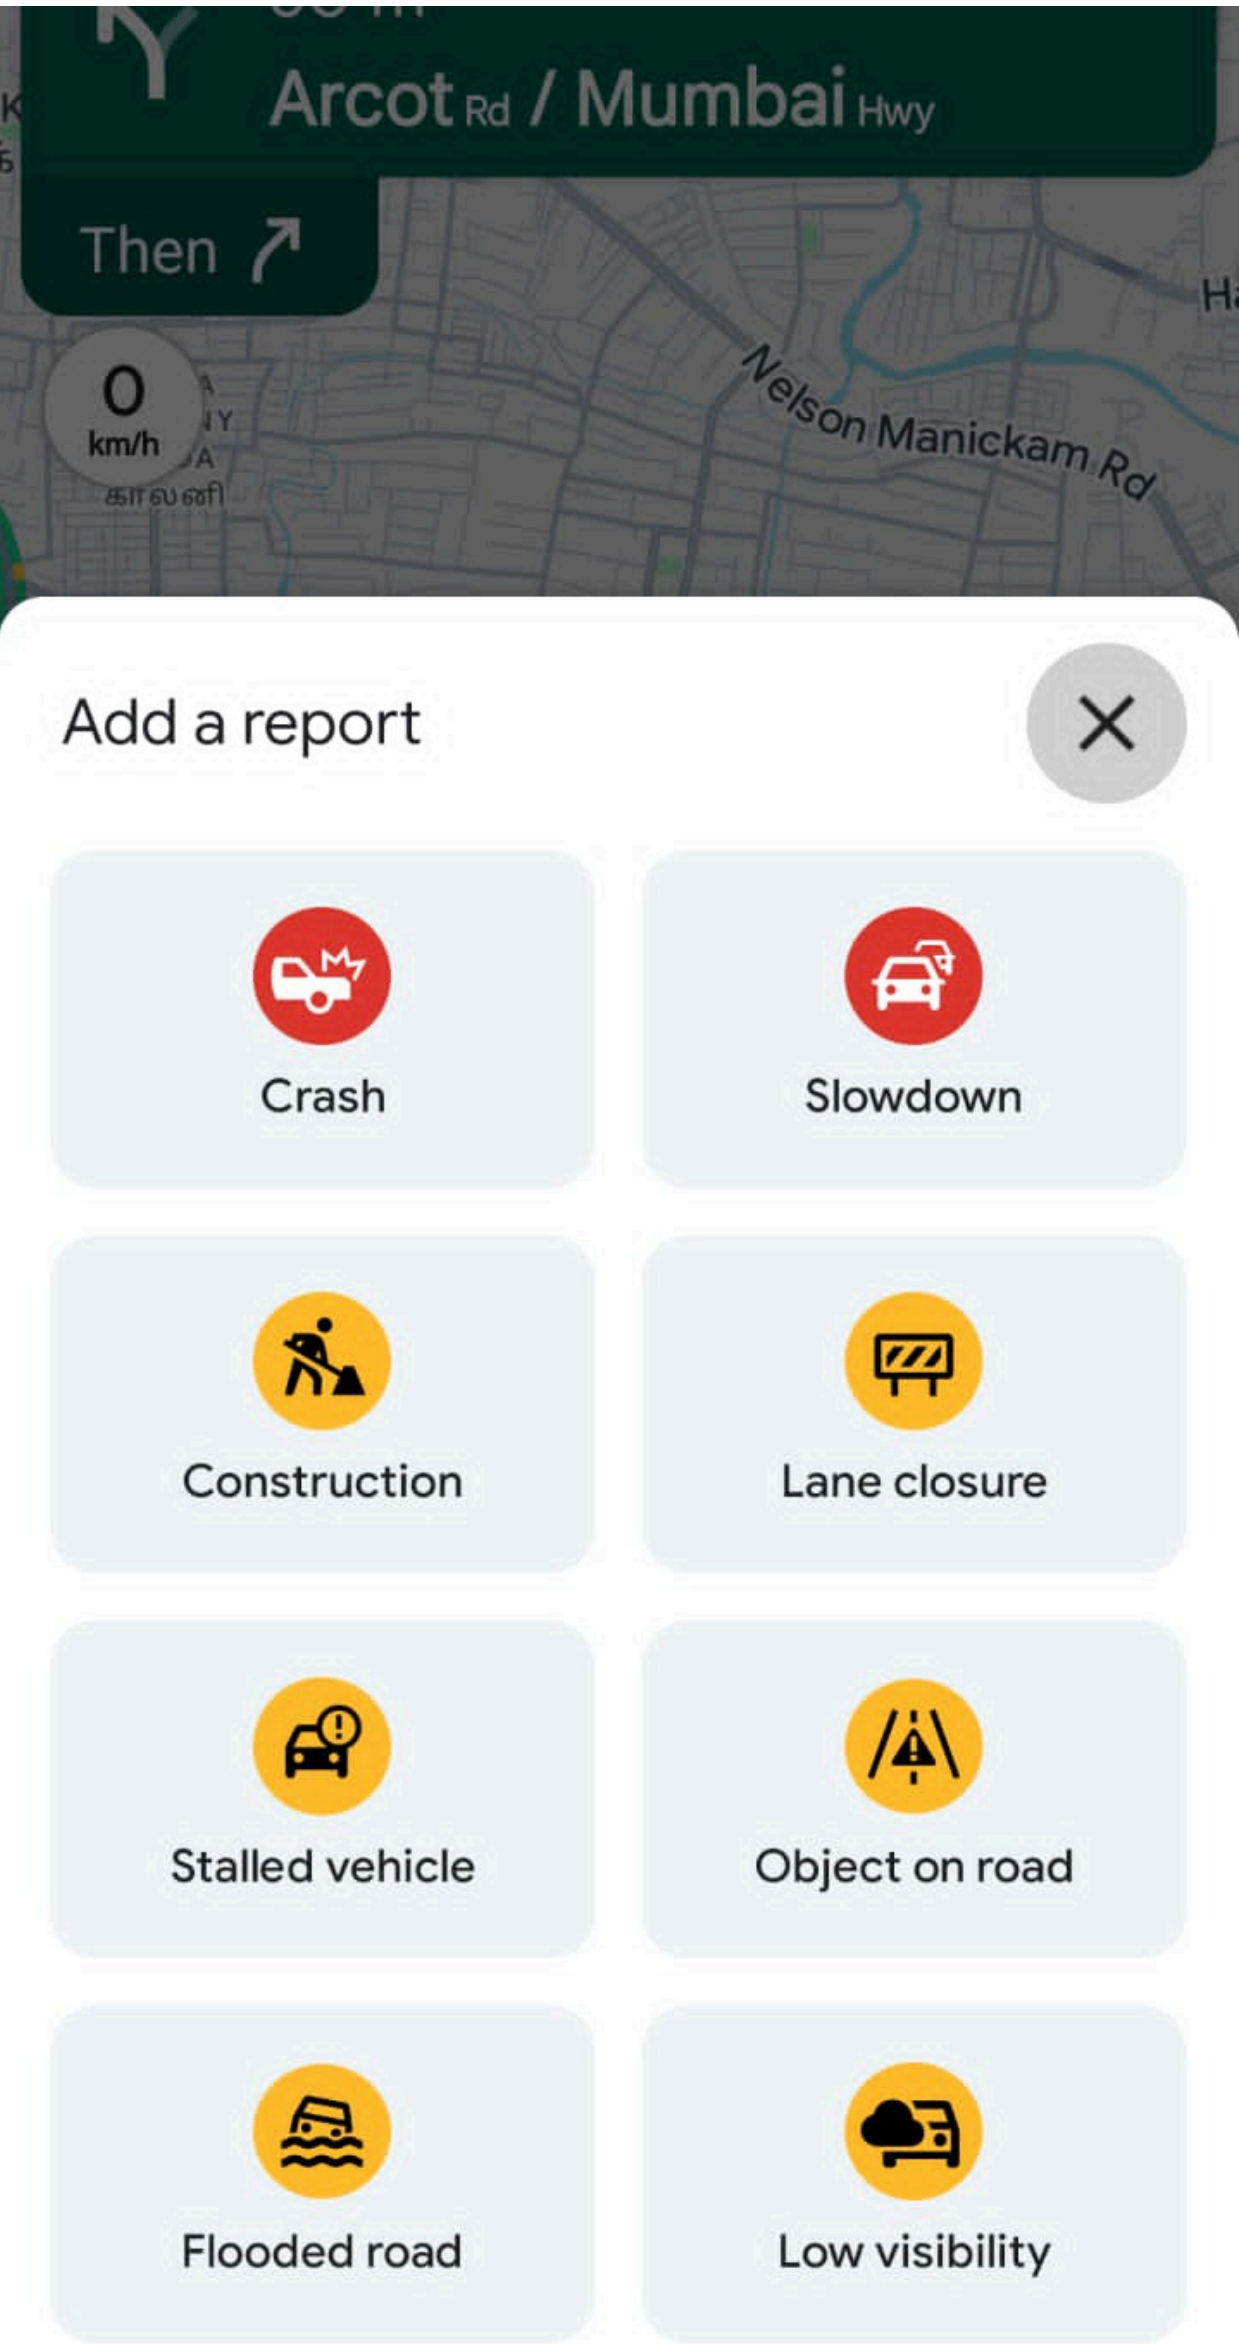 Arcot Rd / Mumbai Hwy
Then
0
km/h
காலனி
Nelson Manickam Rd
Add a report
Crash
Slowdown
Construction
Lane closure
Stalled vehicle
Object on road
Flooded road
Low visibility